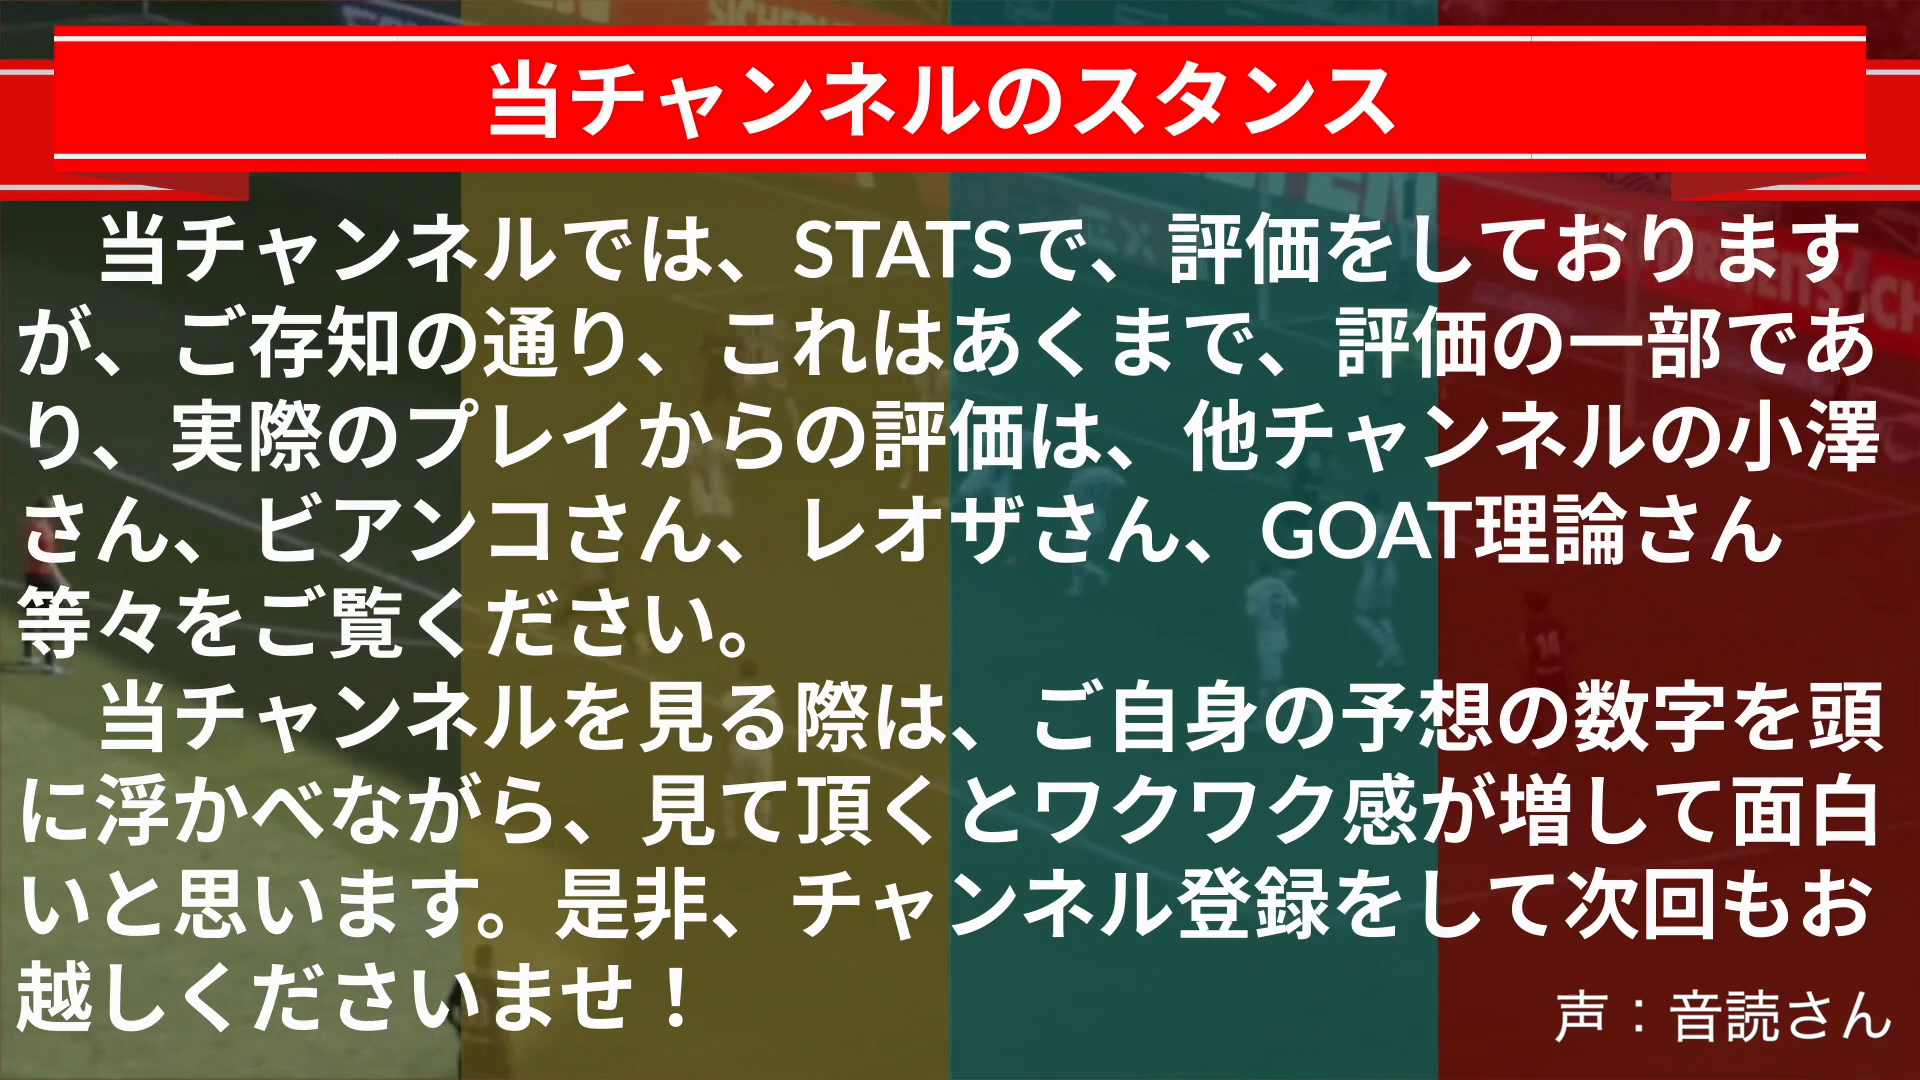 当チャンネルのスタンス
当チャンネルでは、STATSで、評価をしております
が、ご存知の通り、これはあくまで、評価の一部であ
り、実際のプレイからの評価は、他チャンネルの小澤
さん、ビアンコさん、レオザさん、GOAT理論さん
等々をご覧ください。
当チャンネルを見る際は、ご自身の予想の数字を頭
に浮かべながら、見て頂くとワクワク感が増して面白
いと思います。是非、チャンネル登録をして次回もお
越しくださいませ！
声：音読さん